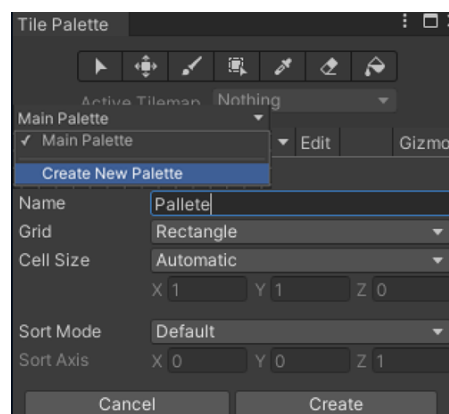 Tile Palette
Active Tilemap Nothing
Main Palette
✓ Main Palette
Edit Gizmo
Create New Palette
Name Pallete
Grid Rectangle
Cell Size Automatic
X 1 Y 1 Z 0
Sort Mode Default
Sort Axis X 0 Y 0 Z 1
Cancel Create